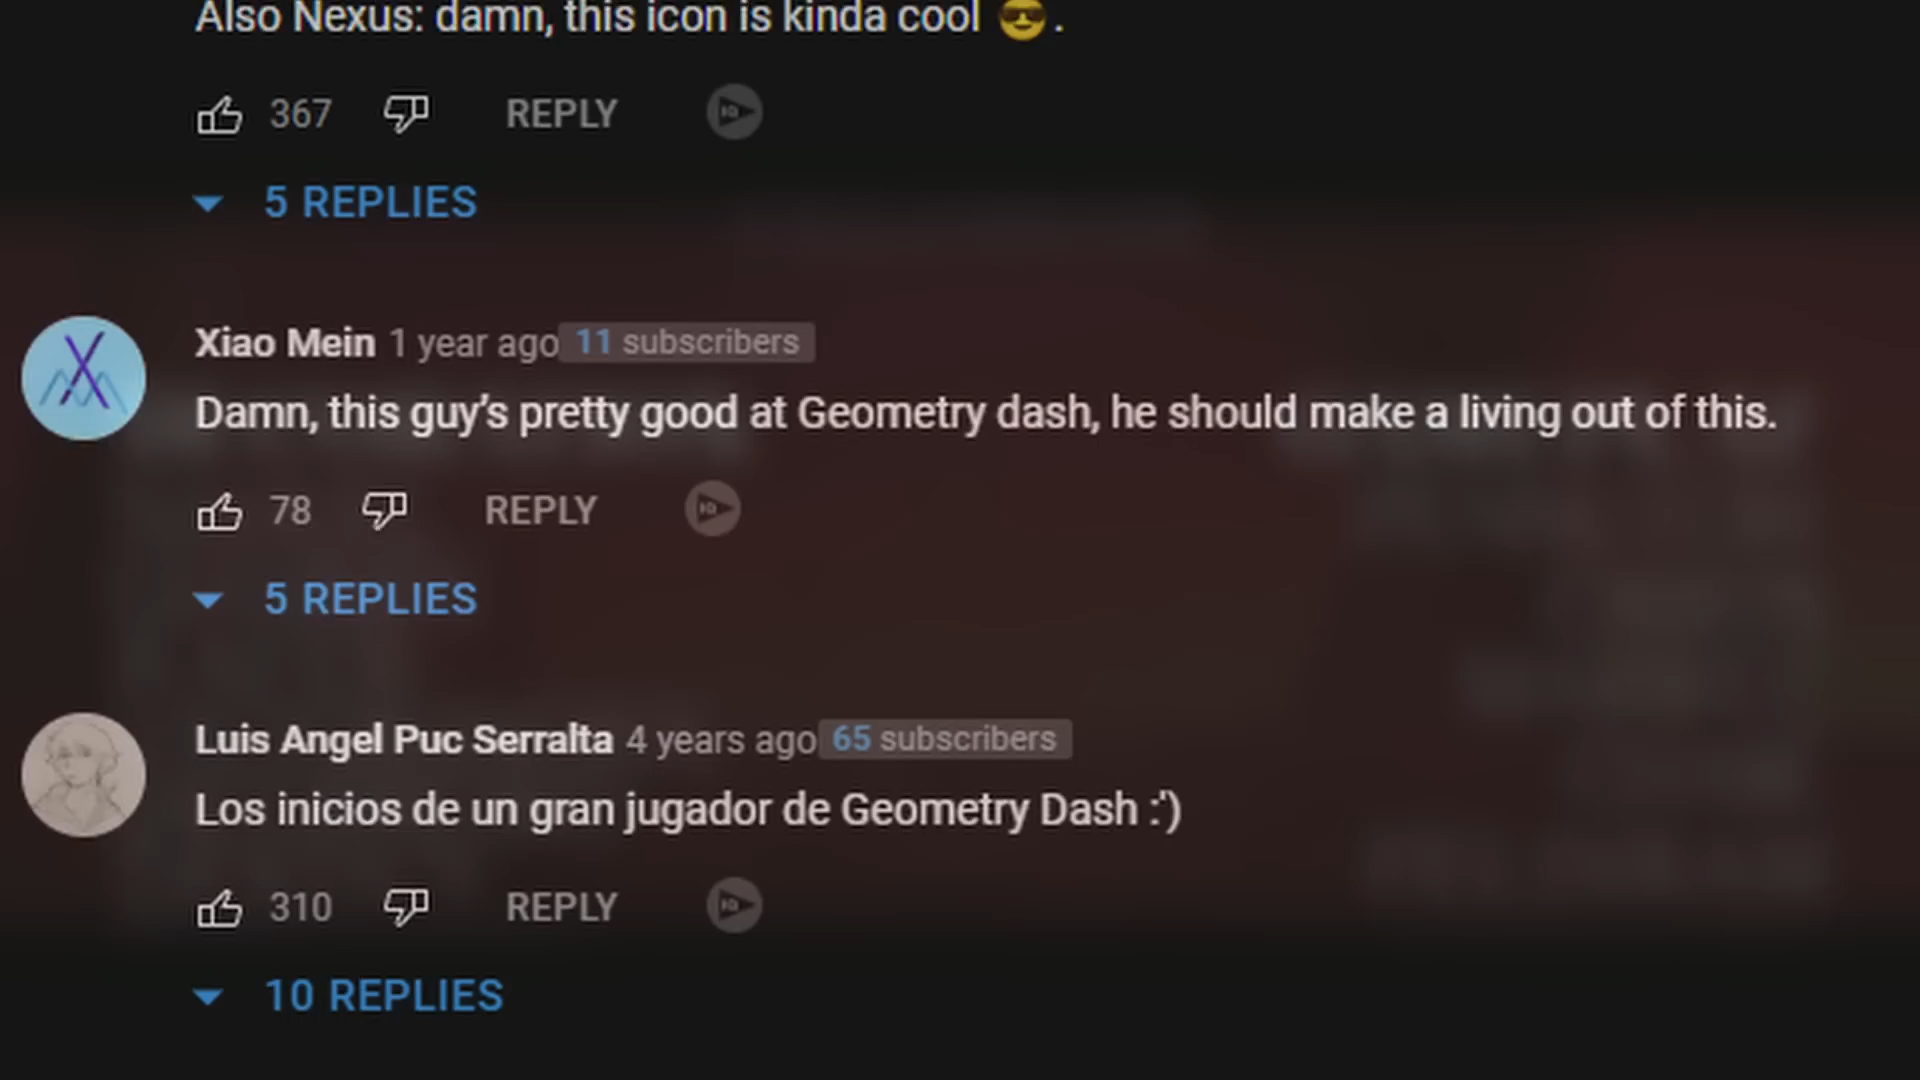 Also Nexus: damn, this icon is kinda cool 😎.
367 REPLY
5 REPLIES
Xiao Mein 1 year ago 11 subscribers
Damn, this guy’s pretty good at Geometry dash, he should make a living out of this.
78 REPLY
5 REPLIES
Luis Angel Puc Serralta 4 years ago 65 subscribers
Los inicios de un gran jugador de Geometry Dash :')
310 REPLY
10 REPLIES